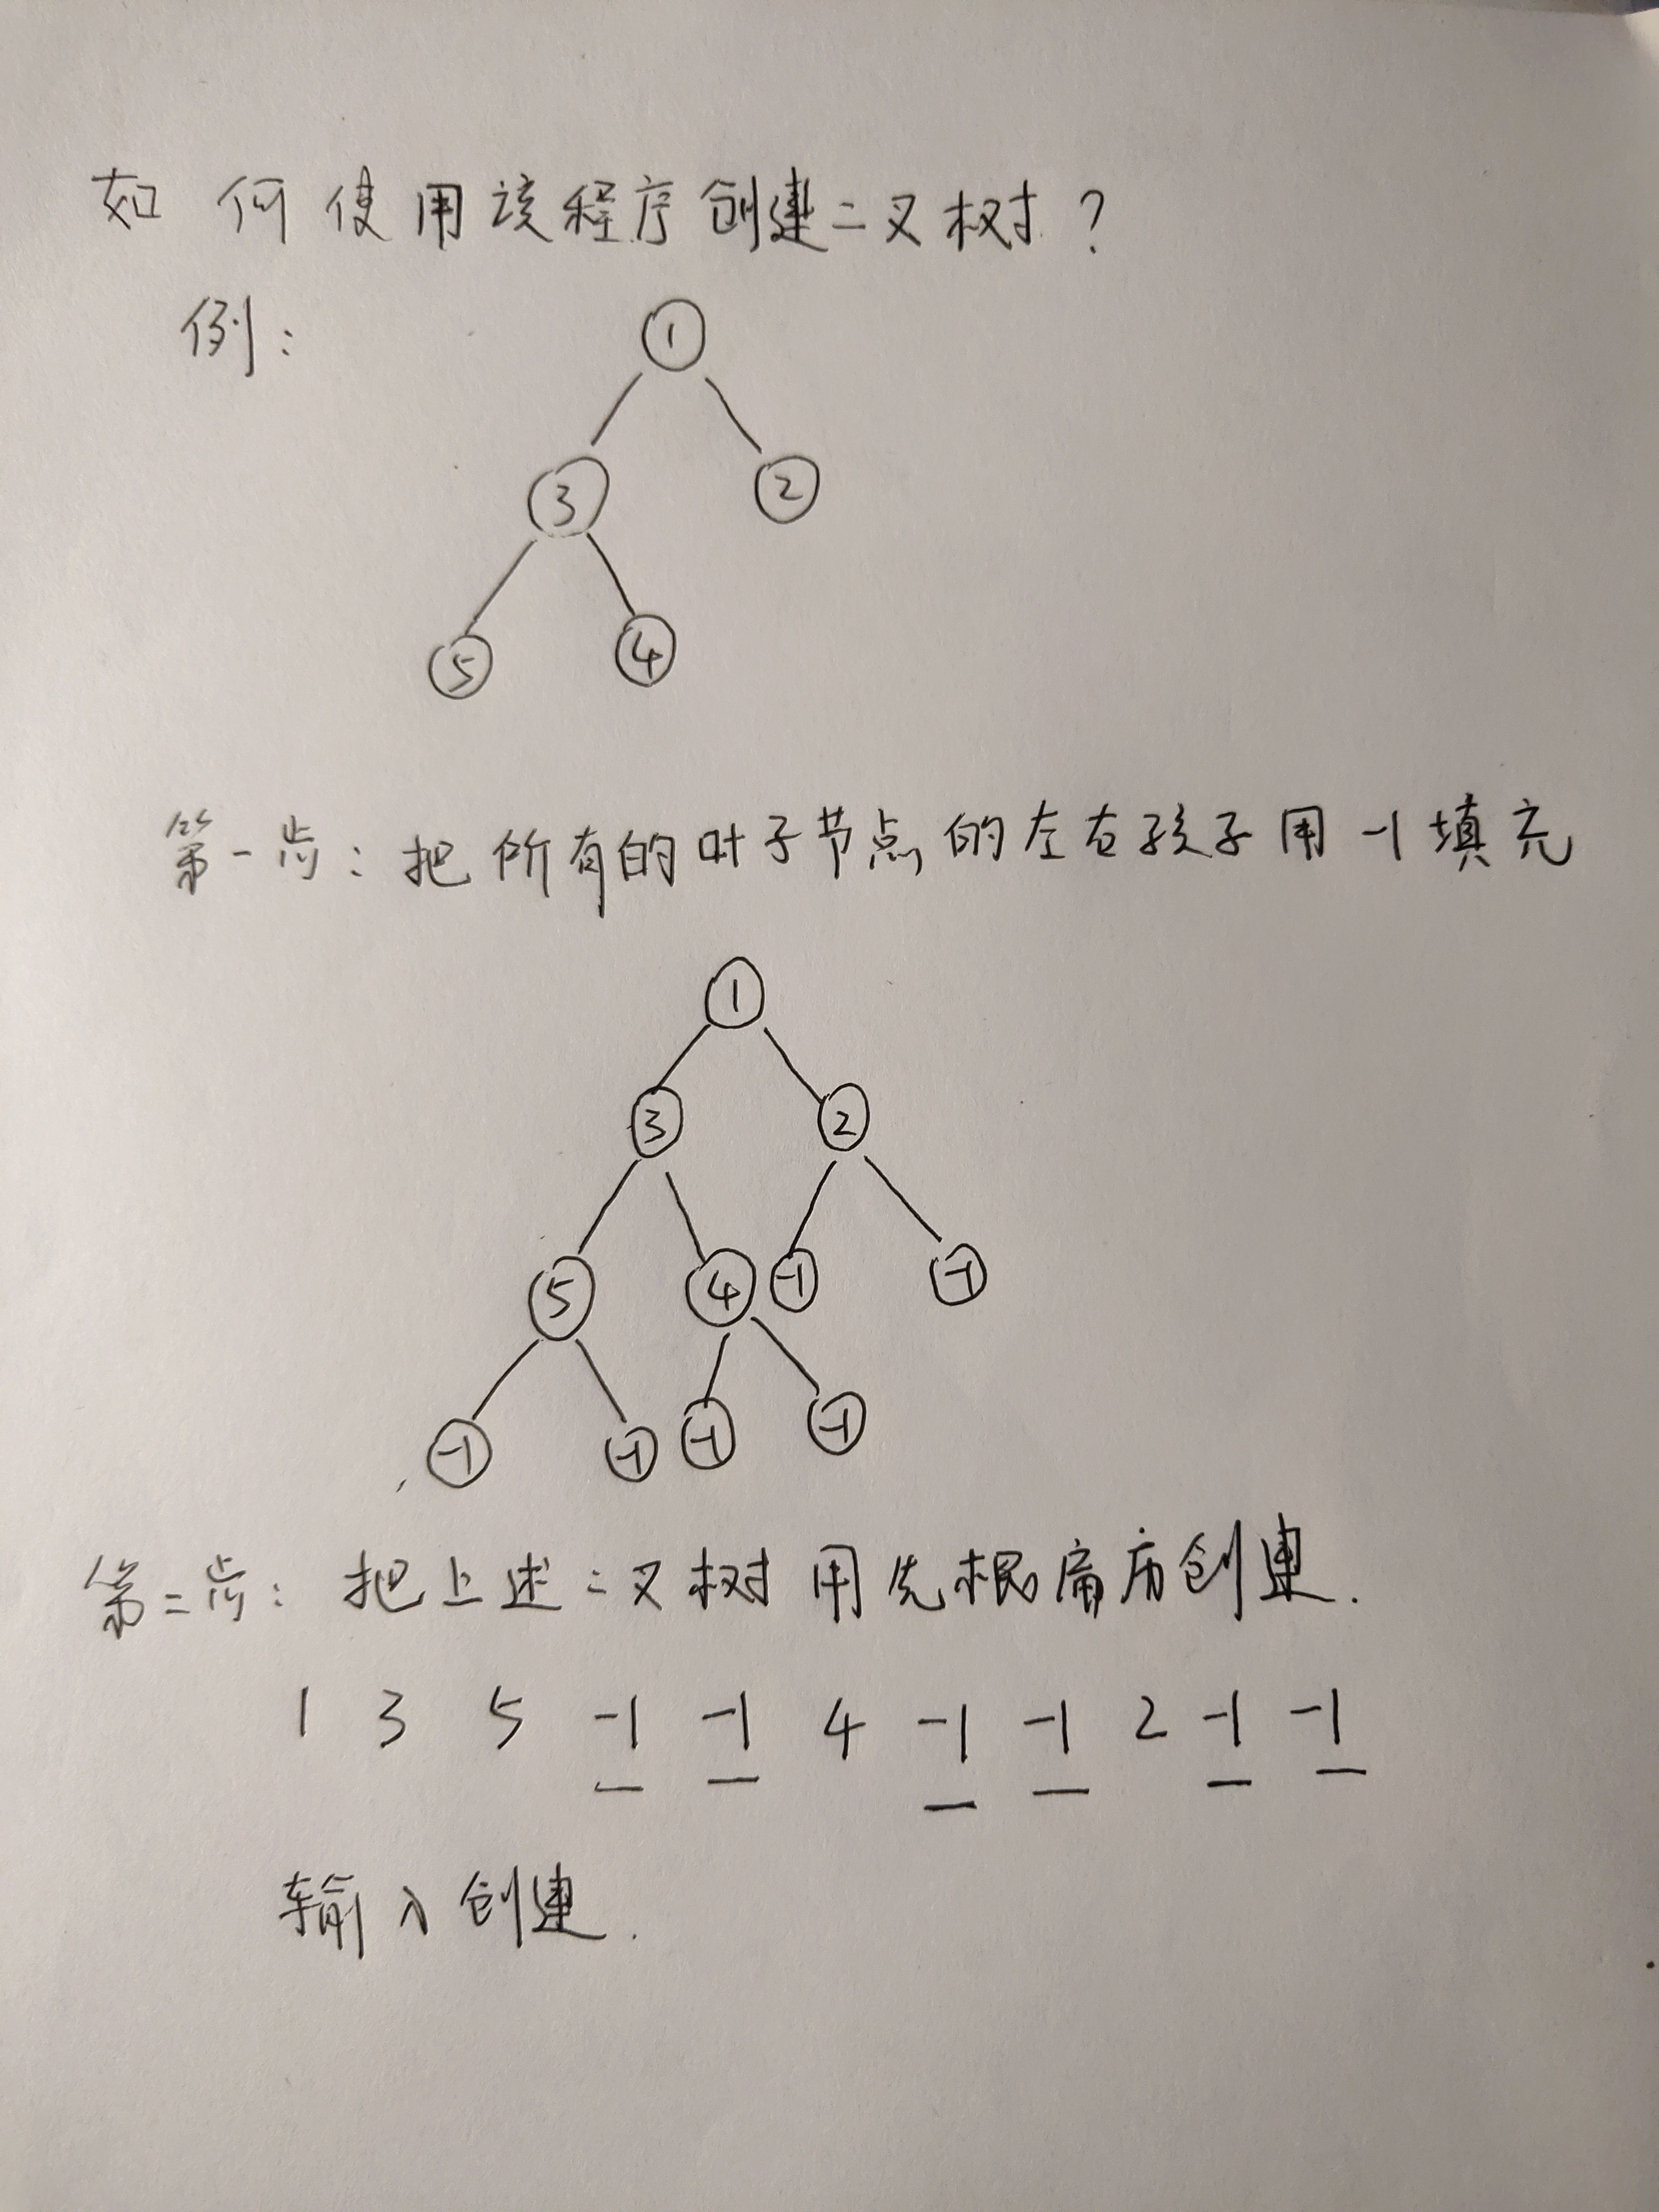 如何使用该程序创建二叉树?
例:
1
3 2
5 4
第一步:把所有的叶子节点的左右孩子用-1填充
1
3 2
5 4 -1 -1
-1 -1 -1 -1
第二步:把上述二叉树用先根遍历创建.
1 3 5 -1 -1 4 -1 -1 2 -1 -1
输入创建.